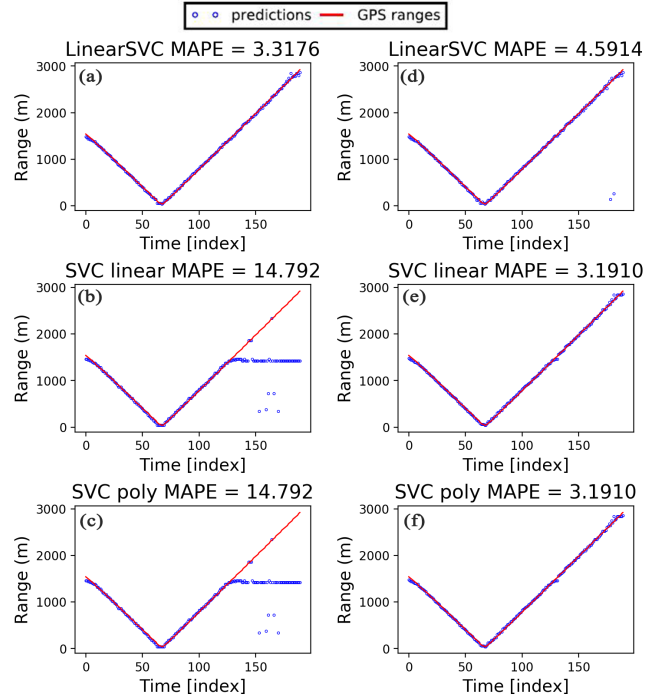 predictions GPS ranges
LinearSVC MAPE = 3.3176
(a)
Range (m)
3000
2000
1000
0
0 50 100 150
Time [index]
LinearSVC MAPE = 4.5914
(d)
Range (m)
3000
2000
1000
0
0 50 100 150
Time [index]
SVC linear MAPE = 14.792
(b)
Range (m)
3000
2000
1000
0
0 50 100 150
Time [index]
SVC linear MAPE = 3.1910
(e)
Range (m)
3000
2000
1000
0
0 50 100 150
Time [index]
SVC poly MAPE = 14.792
(c)
Range (m)
3000
2000
1000
0
0 50 100 150
Time [index]
SVC poly MAPE = 3.1910
(f)
Range (m)
3000
2000
1000
0
0 50 100 150
Time [index]